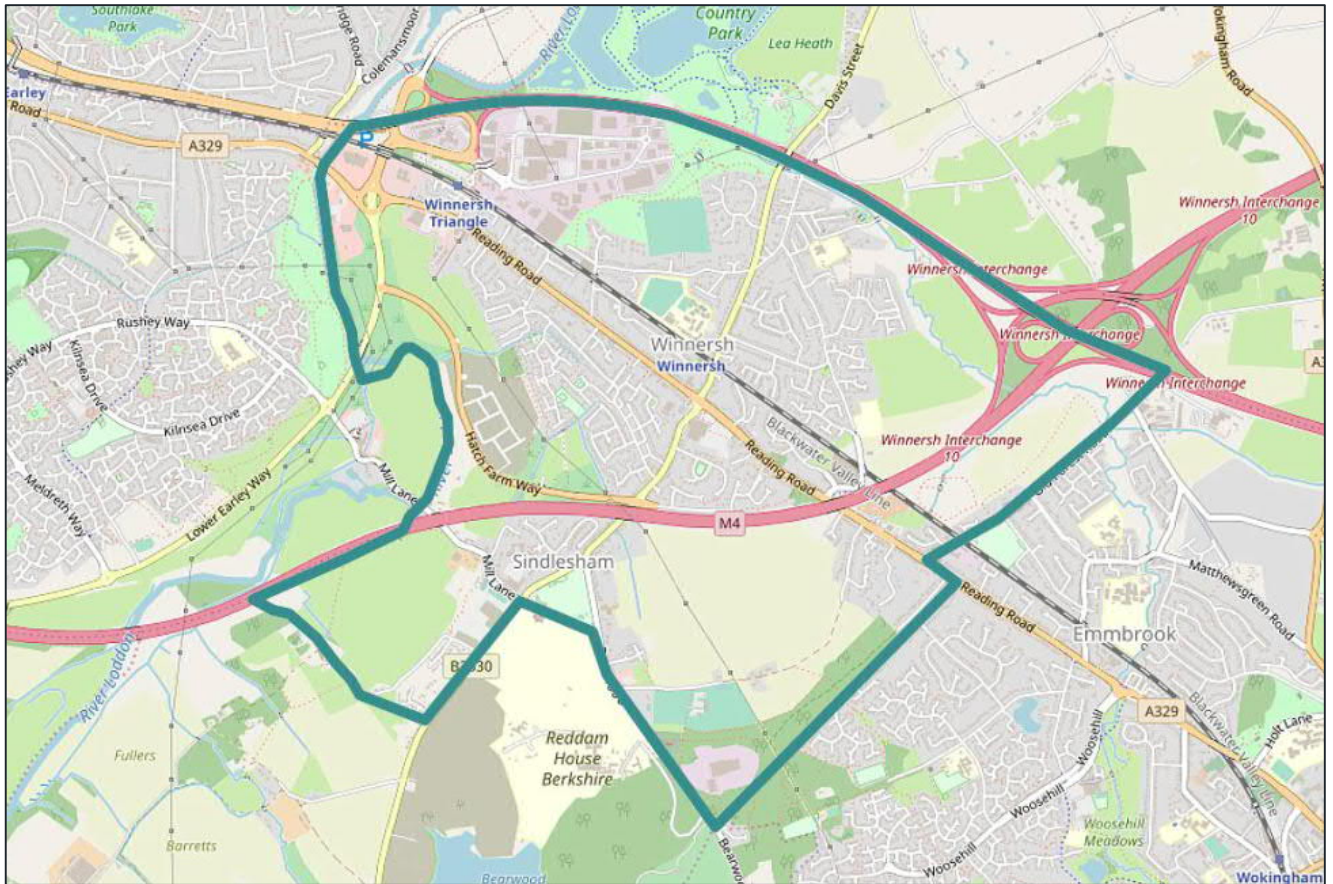 Southlake
Park
Colemansmoor
Country
Park
Lea Heath
Davis Street
Wokingham Road
Earley
Road
A329
P
Winnersh
Triangle
Winnersh Interchange
10
Reading Road
Winnersh Interchange
Rushey Way
Kilnsea Drive
Kilnsea Drive
Winnersh
Winnersh
Winnersh Interchange
Winnersh Interchange
Meldreth Way
Lower Earley Way
Mill Lane
River
Hatch Farm Way
Blackwater Valley Line
Reading Road
Winnersh Interchange
10
M4
Sindlesham
Mill Lane
Matthewsgreen Road
Reading Road
Emmbrook
River Loddon
Fullers
Reddam
House
Berkshire
A329
Blackwater Valley Line
Holt Lane
Woosehill
Woosehill
Woosehill
Woosehill
Meadows
Barretts
Bearwood
Wokingham